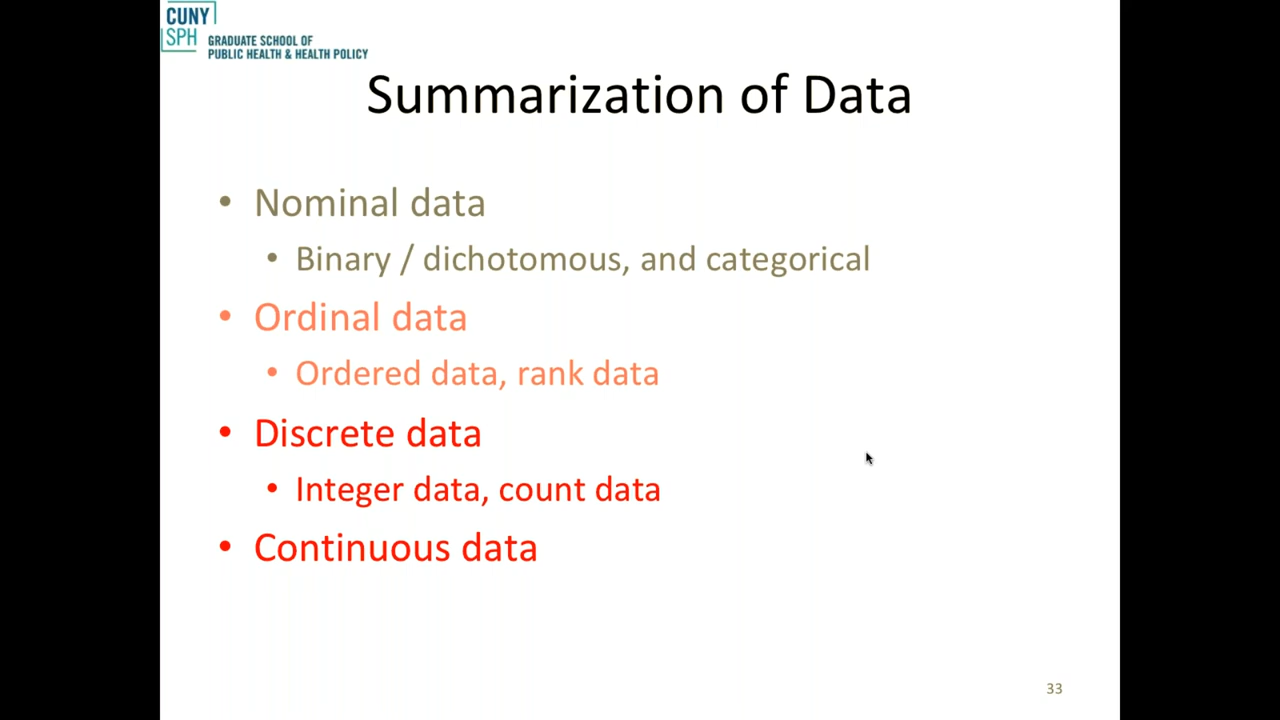 CUNY
SPH
GRADUATE SCHOOL OF
PUBLIC HEALTH & HEALTH POLICY
Summarization of Data
• Nominal data
• Binary / dichotomous, and categorical
• Ordinal data
• Ordered data, rank data
• Discrete data
• Integer data, count data
• Continuous data
33